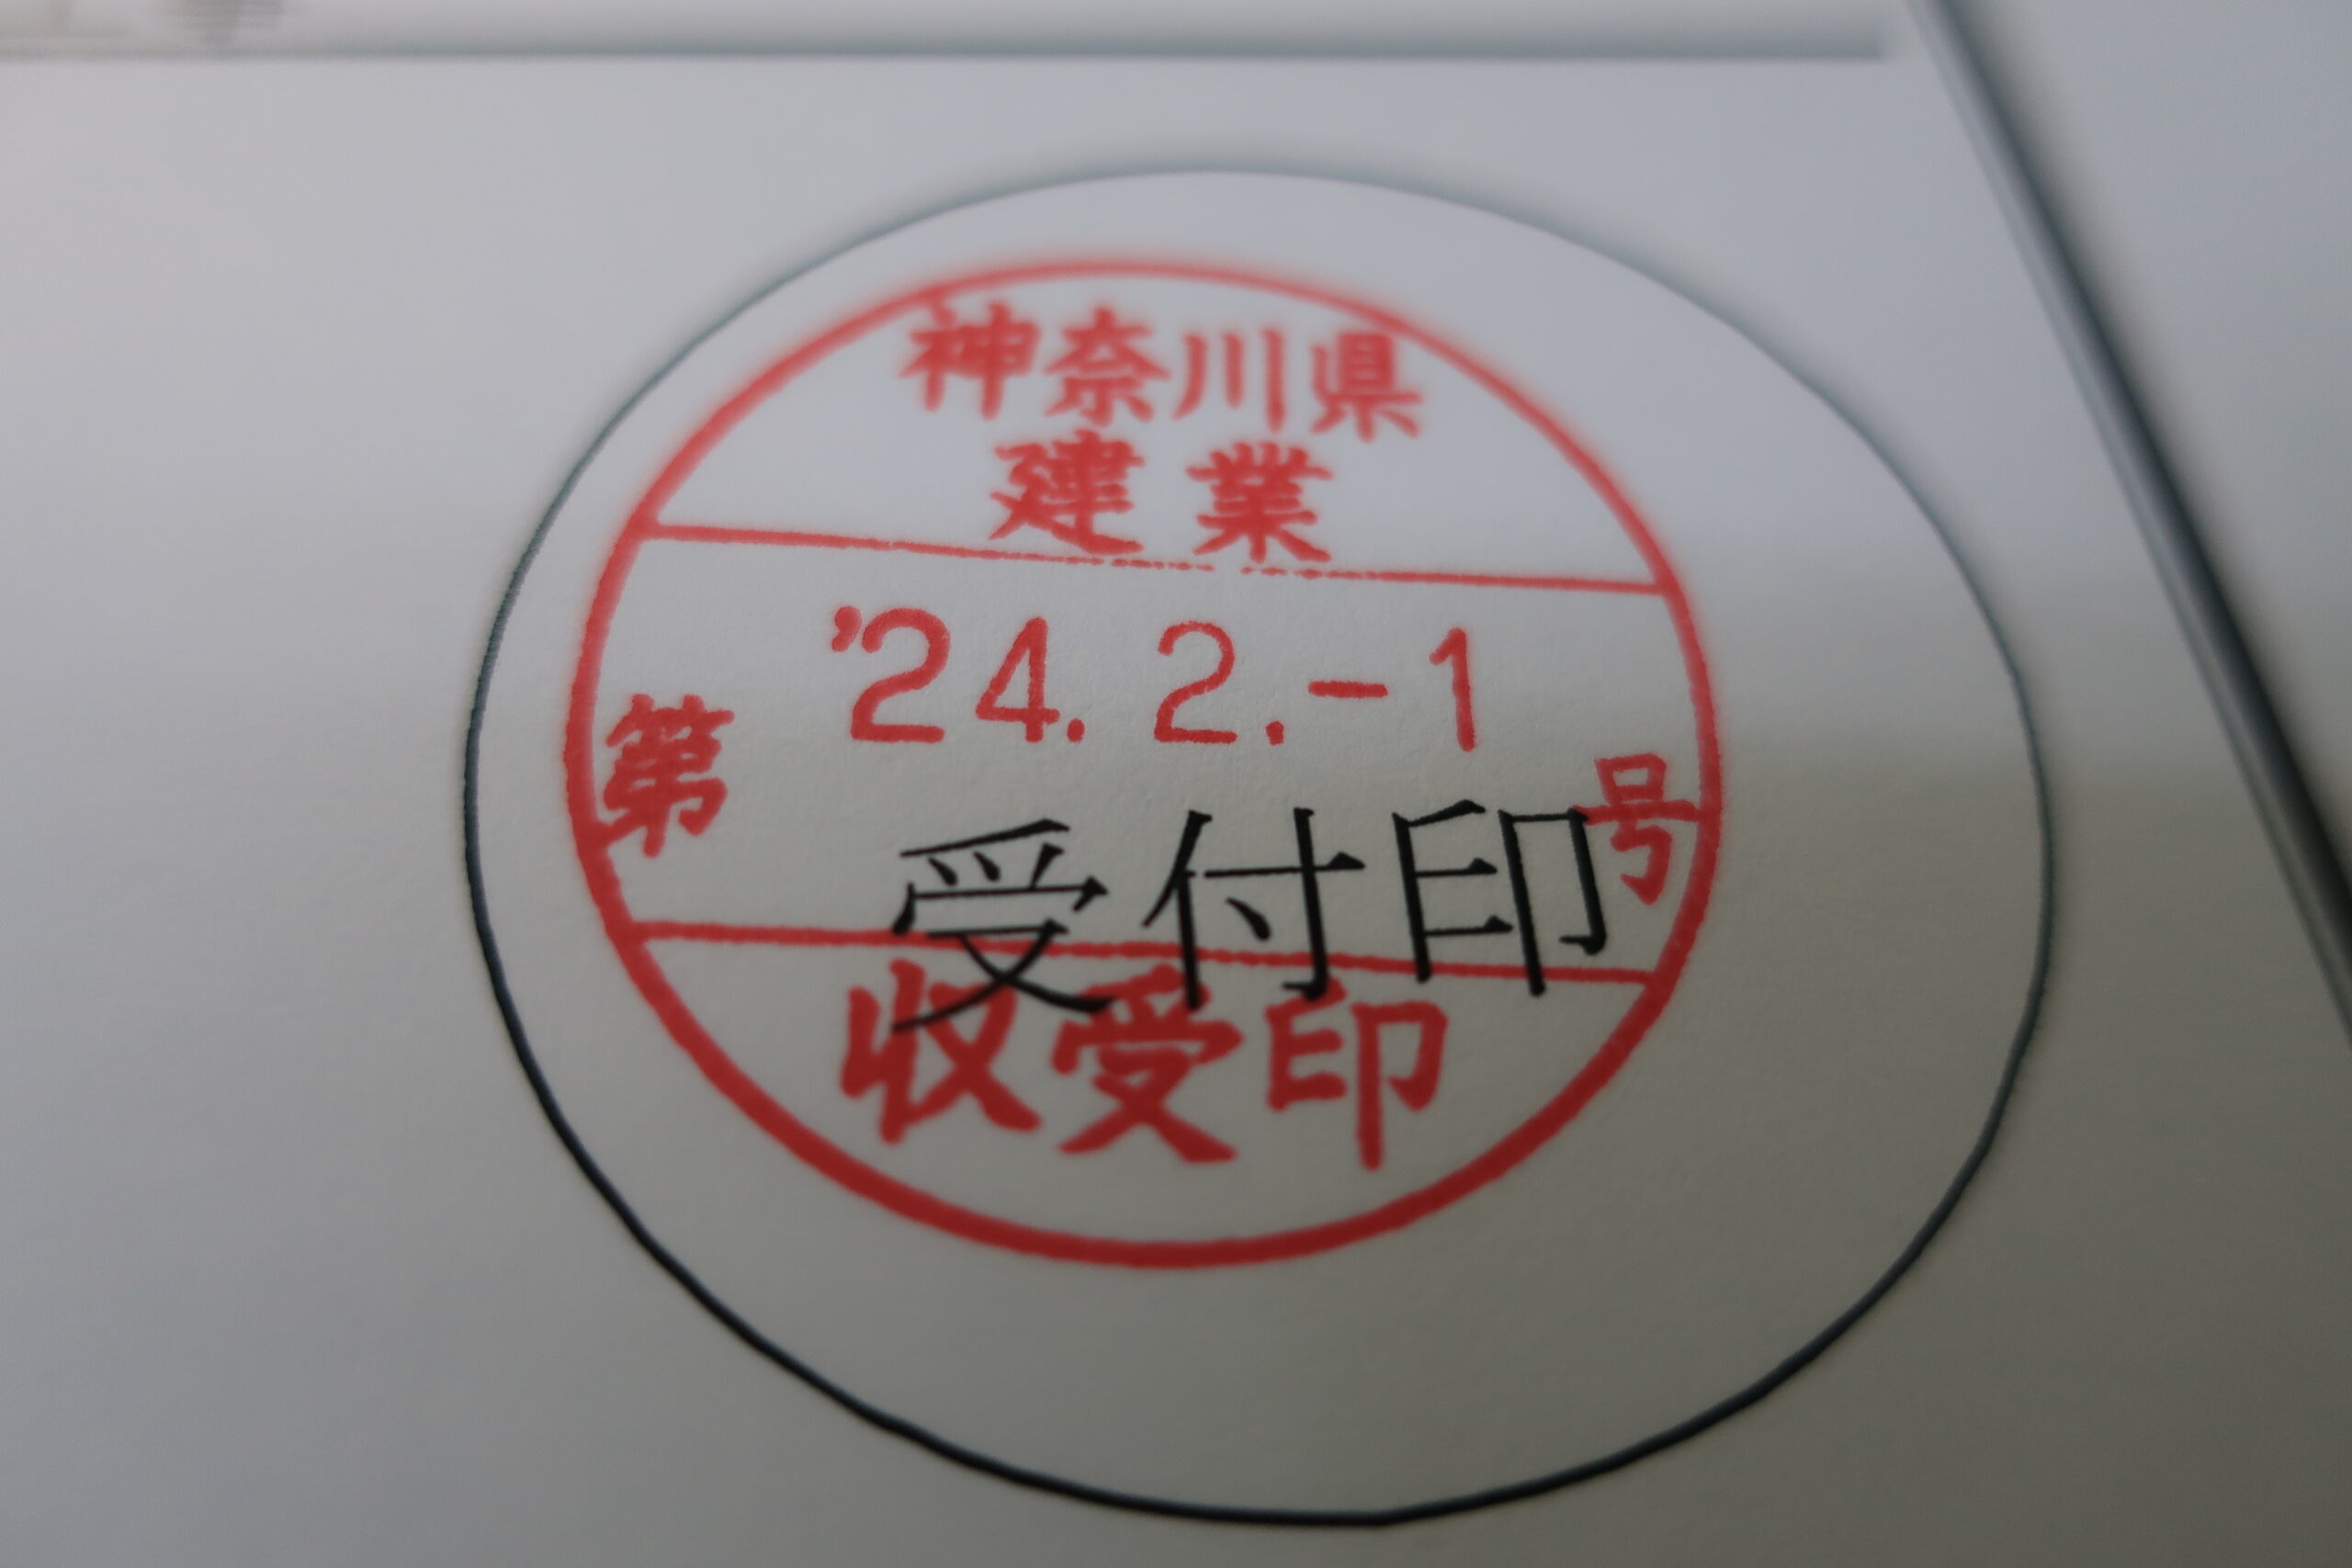 神奈川県
建業
'24.2.-1
第 号
受付印
収受印